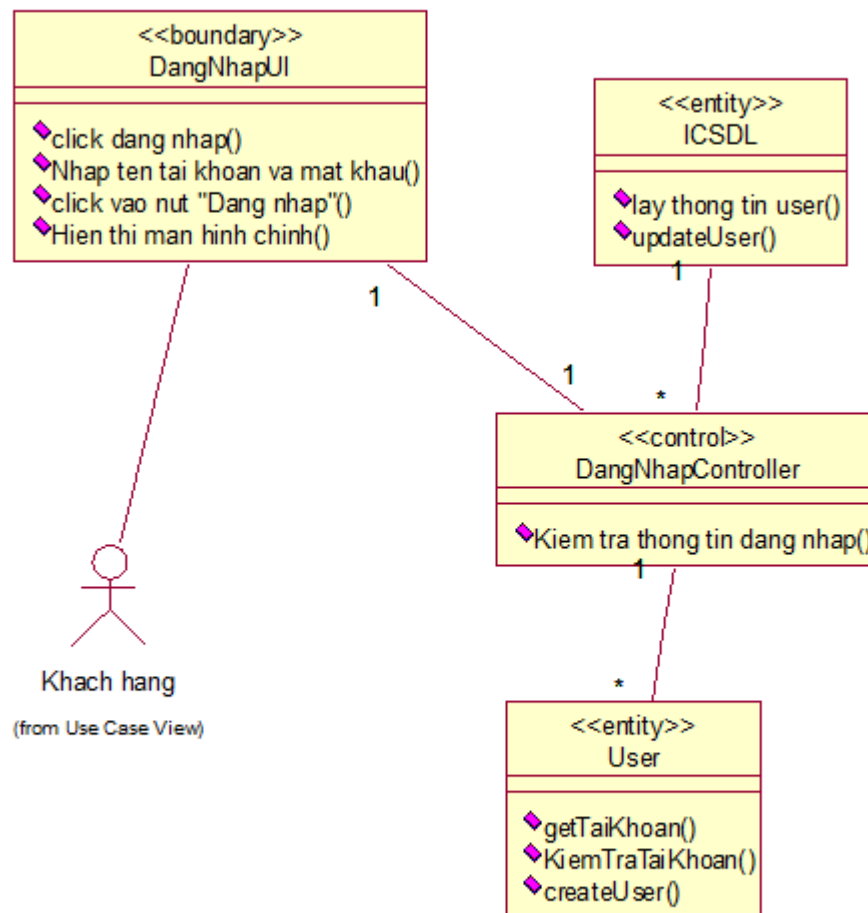 <<boundary>>
DangNhapUI
click dang nhap()
Nhap ten tai khoan va mat khau()
click vao nut "Dang nhap"()
Hien thi man hinh chinh()
<<entity>>
ICSDL
lay thong tin user()
updateUser()
1
1
1
*
<<control>>
DangNhapController
Kiem tra thong tin dang nhap()
1
Khach hang
(from Use Case View)
*
<<entity>>
User
getTaiKhoan()
KiemTraTaiKhoan()
createUser()